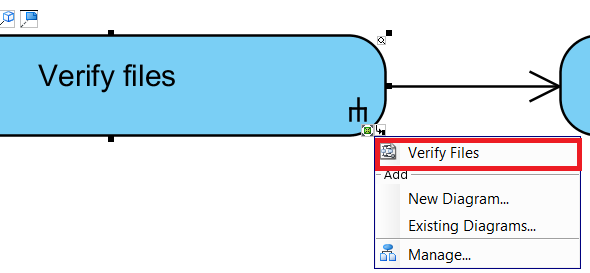 Verify files
Verify Files
Add
New Diagram...
Existing Diagrams...
Manage...